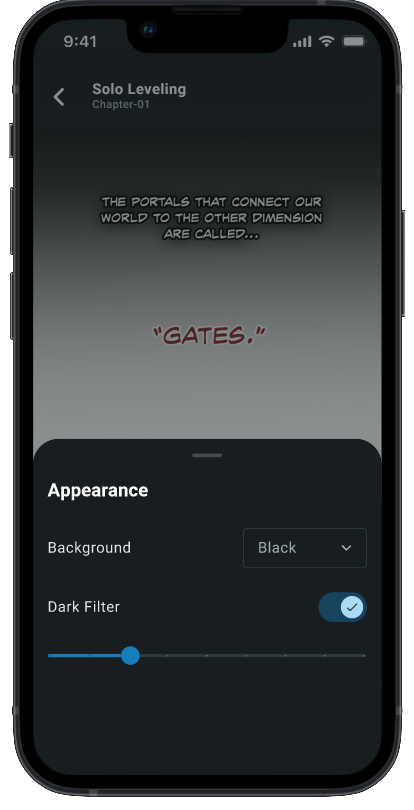 9:41
Solo Leveling
Chapter-01
THE PORTALS THAT CONNECT OUR
WORLD TO THE OTHER DIMENSION
ARE CALLED...
"GATES."
Appearance
Background
Black
Dark Filter